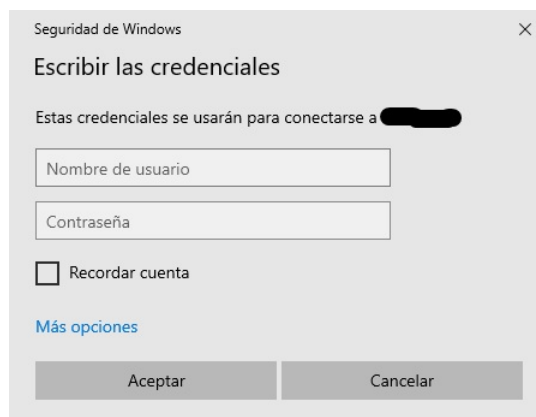 Seguridad de Windows
Escribir las credenciales
Estas credenciales se usarán para conectarse a
Nombre de usuario
Contraseña
Recordar cuenta
Más opciones
Aceptar
Cancelar